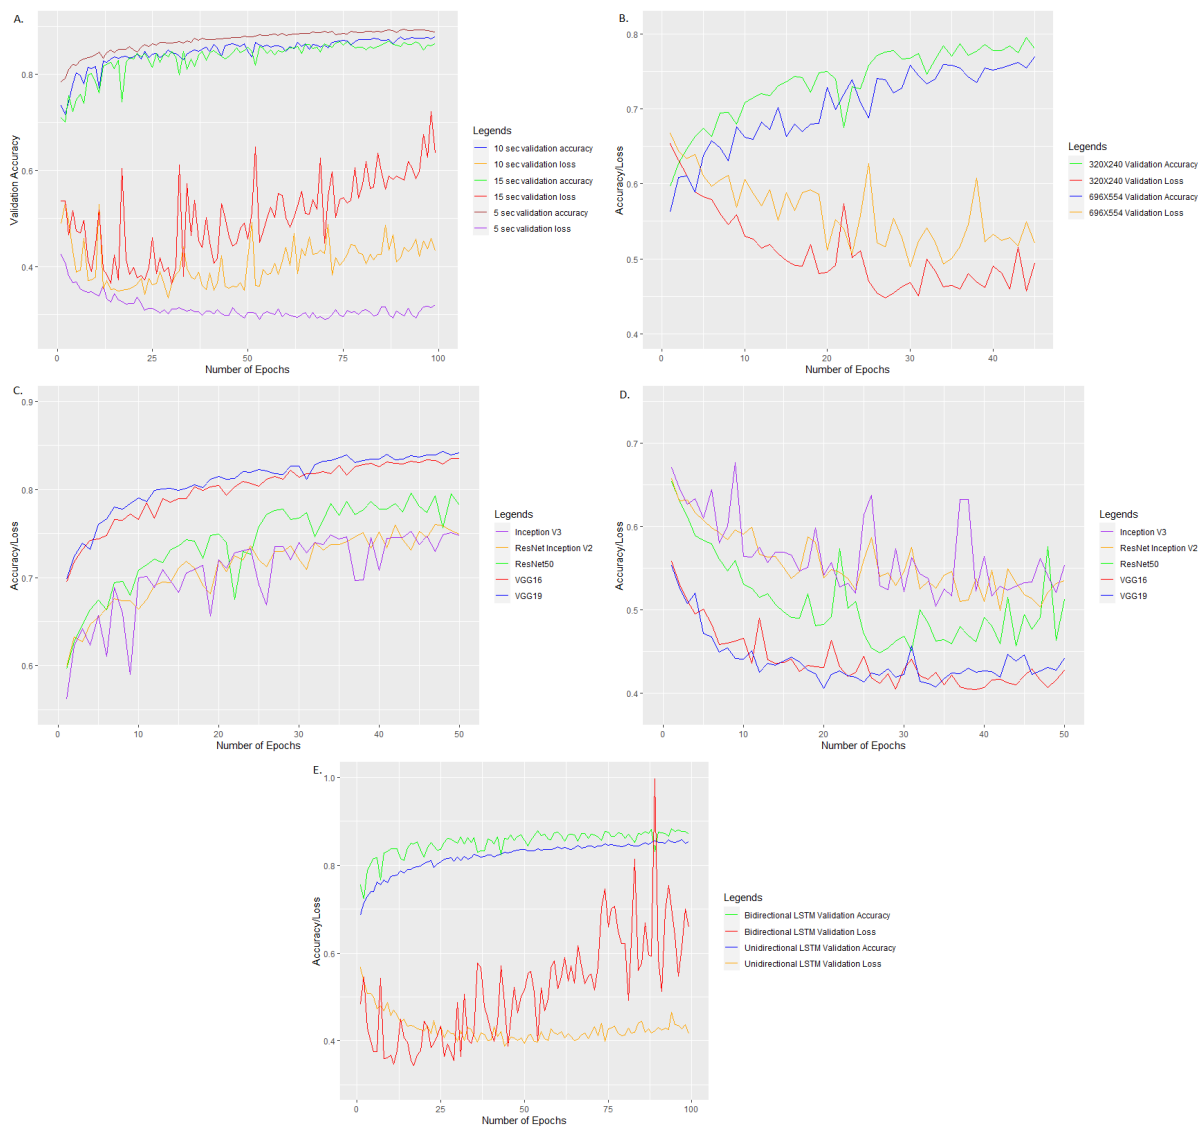 A.
Validation Accuracy
0.8
0.6
0.4
0
25
50
75
100
Number of Epochs
Legends
10 sec validation accuracy
10 sec validation loss
15 sec validation accuracy
15 sec validation loss
5 sec validation accuracy
5 sec validation loss
B.
Accuracy/Loss
0.8
0.7
0.6
0.5
0.4
0
10
20
30
40
Number of Epochs
Legends
320X240 Validation Accuracy
320X240 Validation Loss
696X554 Validation Accuracy
696X554 Validation Loss
C.
Accuracy/Loss
0.9
0.8
0.7
0.6
0
10
20
30
40
50
Number of Epochs
Legends
Inception V3
ResNet Inception V2
ResNet50
VGG16
VGG19
D.
Accuracy/Loss
0.7
0.6
0.5
0.4
0
10
20
30
40
50
Number of Epochs
Legends
Inception V3
ResNet Inception V2
ResNet50
VGG16
VGG19
E.
Accuracy/Loss
1.0
0.8
0.6
0.4
0
25
50
75
100
Number of Epochs
Legends
Bidirectional LSTM Validation Accuracy
Bidirectional LSTM Validation Loss
Unidirectional LSTM Validation Accuracy
Unidirectional LSTM Validation Loss